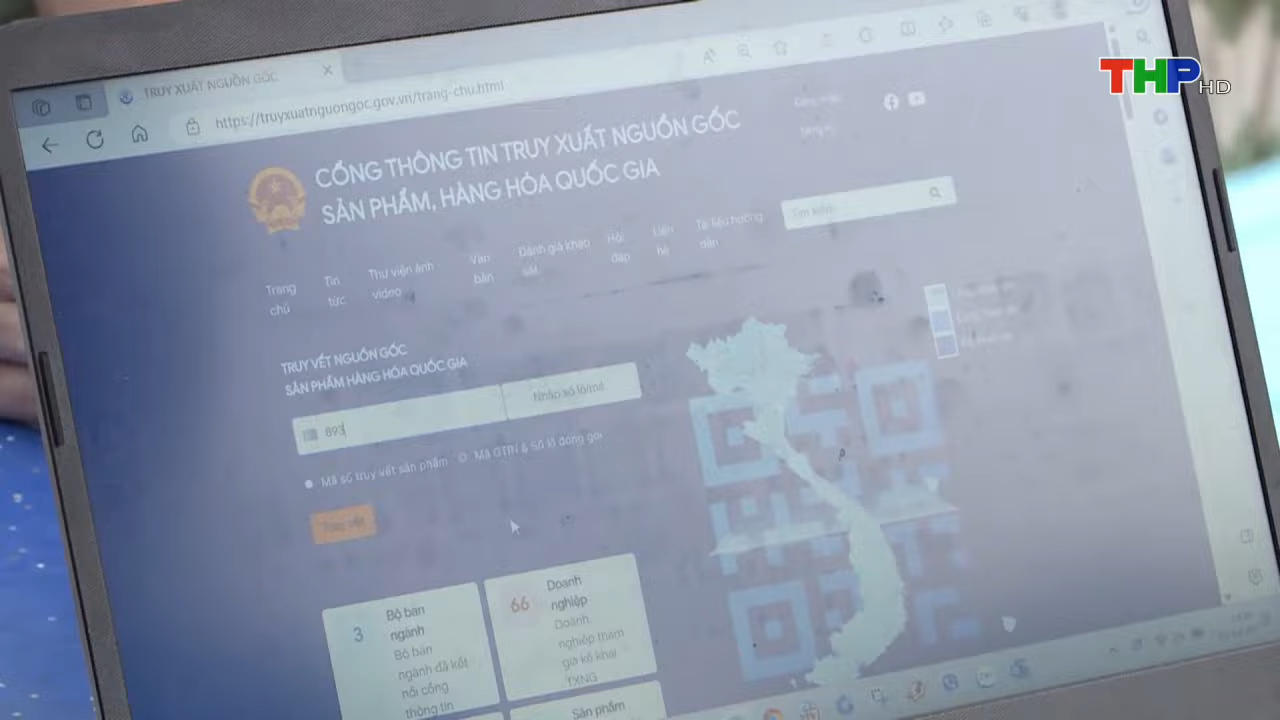 THP HD
TRUY XUẤT NGUỒN GỐC
https://truyxuatnguongoc.gov.vn/trang-chu.html
CỔNG THÔNG TIN TRUY XUẤT NGUỒN GỐC
SẢN PHẨM, HÀNG HÓA QUỐC GIA
Tìm kiếm
Trang chủ
Tin tức
Thư viện ảnh video
Văn bản
Đánh giá khảo sát
Hỏi đáp
Liên hệ
Tài liệu hướng dẫn
TRUY VẾT NGUỒN GỐC
SẢN PHẨM HÀNG HÓA QUỐC GIA
893
Nhập số lô/mẻ
Mã số truy vết sản phẩm
Mã GTIN & Số lô đóng gói
3
Bộ ban
ngành
Bộ ban
ngành đã kết
nối cổng
thông tin
66
Doanh
nghiệp
Doanh
nghiệp tham
gia kê khai
TXNG
Sản phẩm